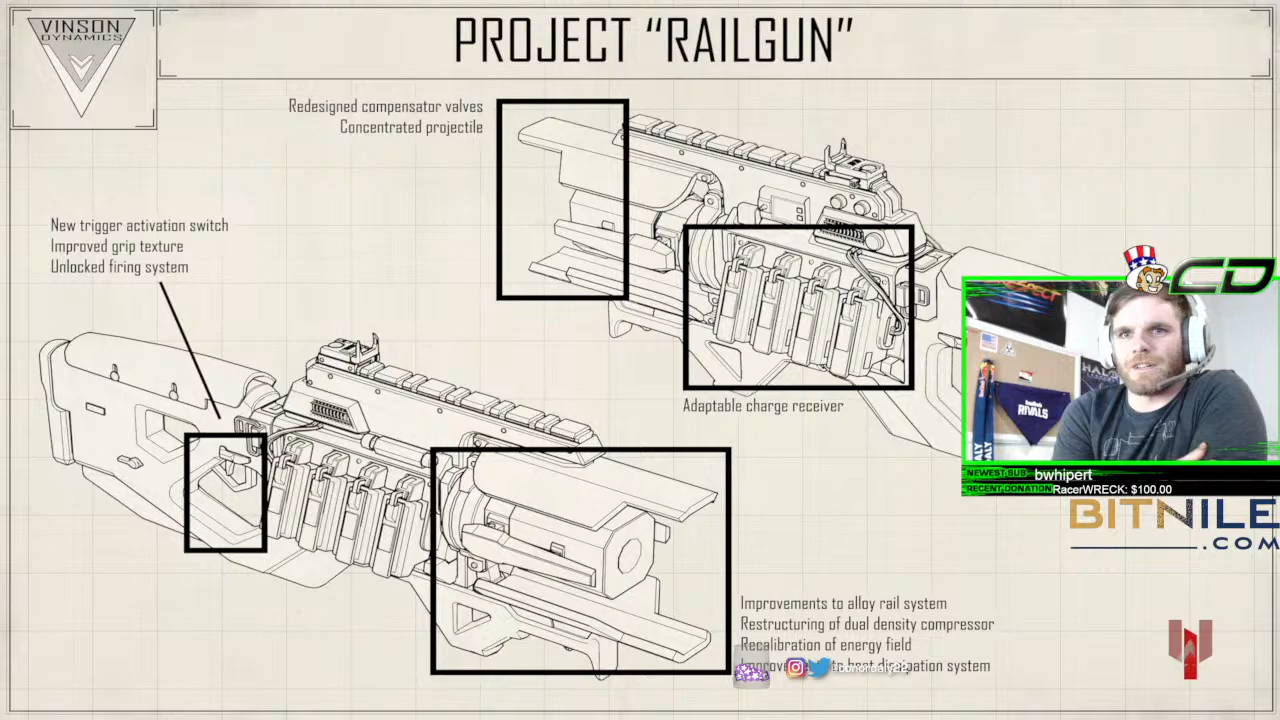 VINSON
DYNAMICS
PROJECT “RAILGUN”
Redesigned compensator valves
Concentrated projectile
New trigger activation switch
Improved grip texture
Unlocked firing system
Adaptable charge receiver
CD
RIVALS
NEWEST SUB bwhipert
RECENT DONATION RacerWRECK: $100.00
BITNILE
.COM
Improvements to alloy rail system
Restructuring of dual density compressor
Recalibration of energy field
to heat dissipation system